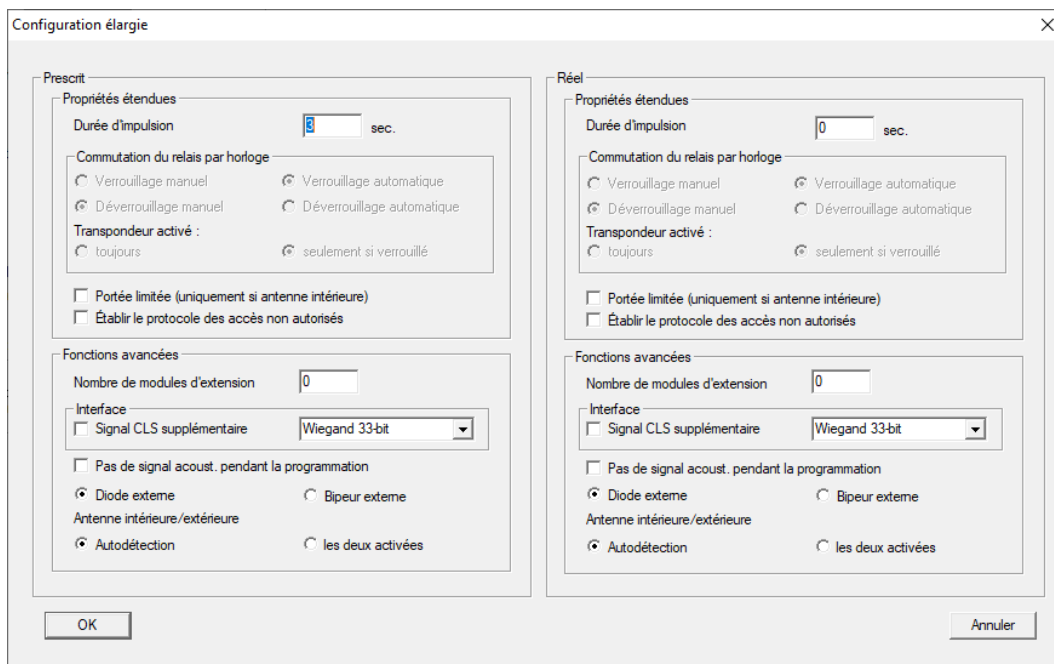 Configuration élargie
Prescrit
Propriétés étendues
Durée d'impulsion 3 sec.
Commutation du relais par horloge
Verrouillage manuel Verrouillage automatique
Déverrouillage manuel Déverrouillage automatique
Transpondeur activé :
toujours seulement si verrouillé
Portée limitée (uniquement si antenne intérieure)
Établir le protocole des accès non autorisés
Fonctions avancées
Nombre de modules d'extension 0
Interface
Signal CLS supplémentaire Wiegand 33-bit
Pas de signal acoust. pendant la programmation
Diode externe Bipeur externe
Antenne intérieure/extérieure
Autodétection les deux activées
Réel
Propriétés étendues
Durée d'impulsion 0 sec.
Commutation du relais par horloge
Verrouillage manuel Verrouillage automatique
Déverrouillage manuel Déverrouillage automatique
Transpondeur activé :
toujours seulement si verrouillé
Portée limitée (uniquement si antenne intérieure)
Établir le protocole des accès non autorisés
Fonctions avancées
Nombre de modules d'extension 0
Interface
Signal CLS supplémentaire Wiegand 33-bit
Pas de signal acoust. pendant la programmation
Diode externe Bipeur externe
Antenne intérieure/extérieure
Autodétection les deux activées
OK Annuler